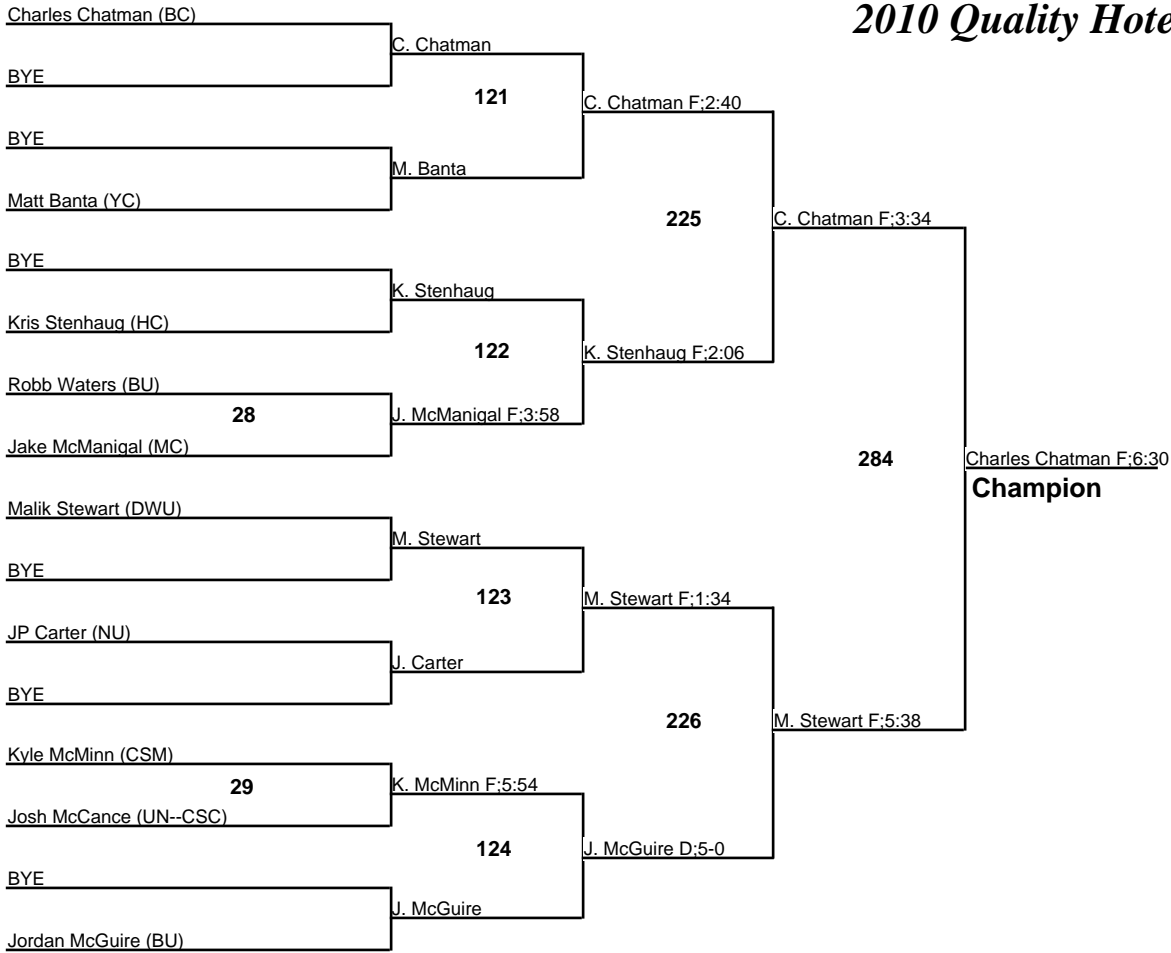 2010 Quality Hote
Charles Chatman (BC)
C. Chatman
BYE
121
C. Chatman F;2:40
BYE
M. Banta
Matt Banta (YC)
225
C. Chatman F;3:34
BYE
K. Stenhaug
Kris Stenhaug (HC)
122
K. Stenhaug F;2:06
Robb Waters (BU)
28
J. McManigal F;3:58
Jake McManigal (MC)
284
Charles Chatman F;6:30
Champion
Malik Stewart (DWU)
M. Stewart
BYE
123
M. Stewart F;1:34
JP Carter (NU)
J. Carter
BYE
226
M. Stewart F;5:38
Kyle McMinn (CSM)
29
K. McMinn F;5:54
Josh McCance (UN--CSC)
124
J. McGuire D;5-0
BYE
J. McGuire
Jordan McGuire (BU)